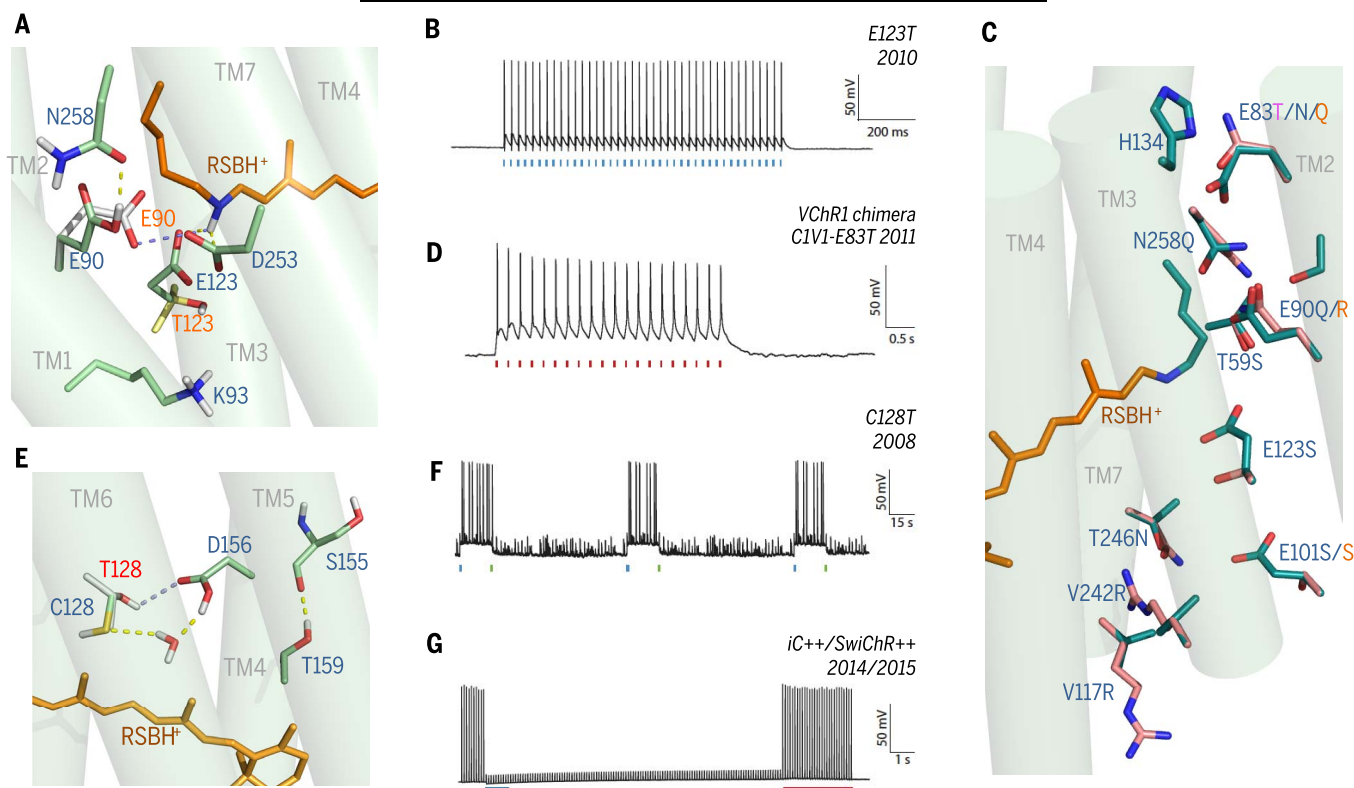 A
TM7
TM4
N258
TM2
RSBH+
E90
E90
D253
E123
T123
TM1
TM3
K93
B
E123T
2010
50 mV
200 ms
C
E83T/N/Q
H134
TM2
TM3
N258Q
TM4
E90Q/R
T59S
RSBH+
E123S
TM7
T246N
E101S/S
V242R
V117R
VChR1 chimera
C1V1-E83T 2011
D
50 mV
0.5 s
C128T
2008
E
TM6
TM5
D156
S155
T128
C128
TM4
T159
RSBH+
F
50 mV
15 s
G
iC++/SwiChR++
2014/2015
50 mV
1 s